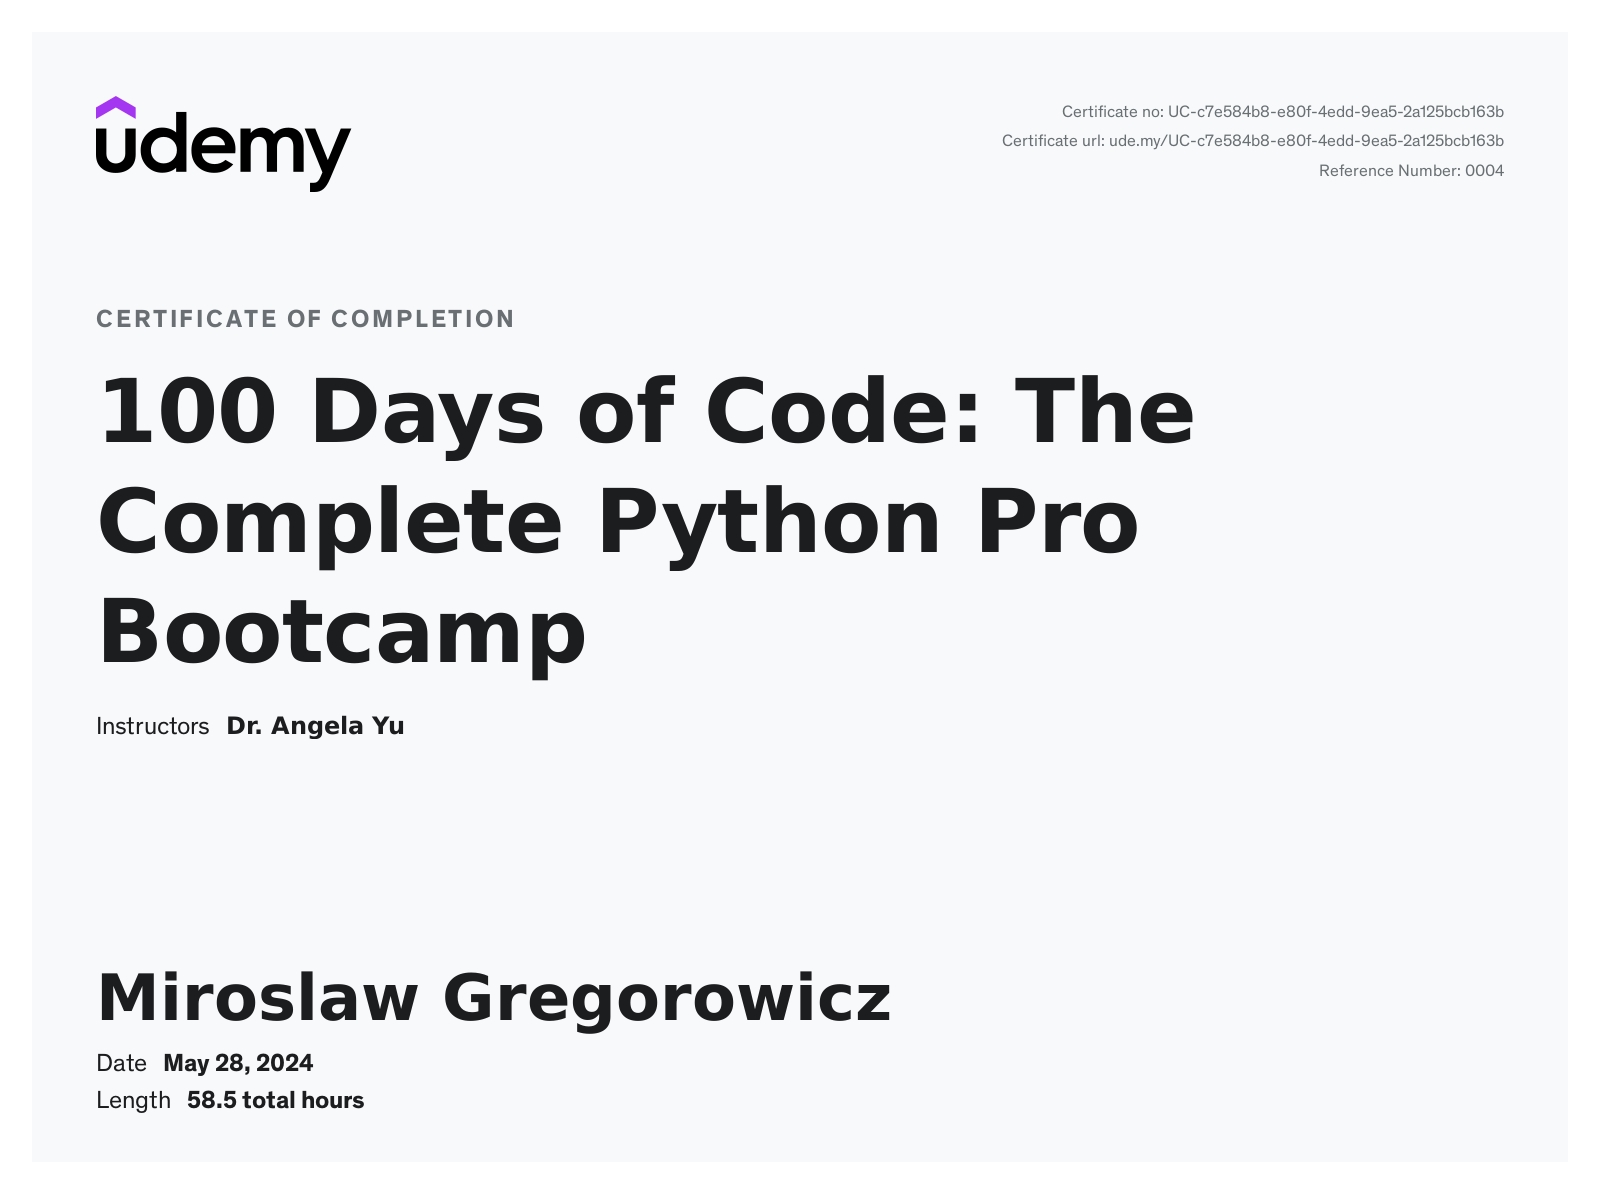 udemy
Certificate no: UC-c7e584b8-e80f-4edd-9ea5-2a125bcb163b
Certificate url: ude.my/UC-c7e584b8-e80f-4edd-9ea5-2a125bcb163b
Reference Number: 0004
CERTIFICATE OF COMPLETION
100 Days of Code: The
Complete Python Pro
Bootcamp
Instructors Dr. Angela Yu
Miroslaw Gregorowicz
Date May 28, 2024
Length 58.5 total hours